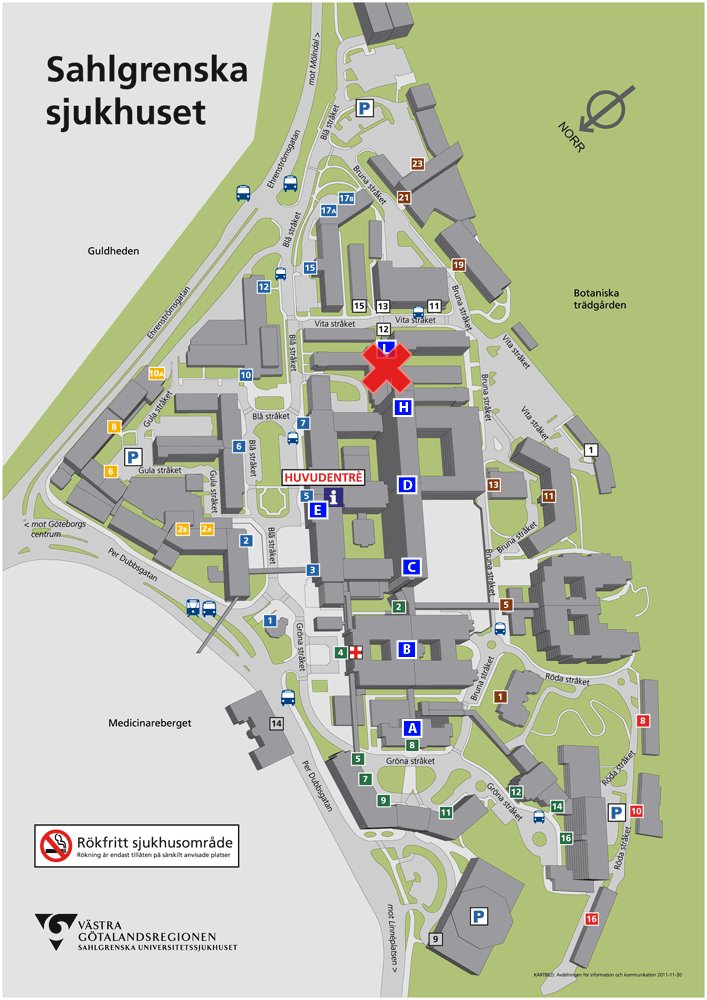 Sahlgrenska
sjukhuset
mot Mölndal >
P
NORR
Blå stråket
Ehrenströmsgatan
Bruna stråket
23
21
17B
17A
Blå stråket
Guldheden
19
15
12
Botaniska
trädgården
Ehrenströmsgatan
15
13
11
Bruna stråket
Vita stråket
Vita stråket
12
Vita stråket
Blå stråket
I
10A
10
Gula stråket
Bruna stråket
H
Blå stråket
7
Vita stråket
8
6
Blå stråket
1
P
6
Gula stråket
Gula stråket
HUVUDENTRÈ
D
13
11
5
i
E
< mot Göteborgs
centrum
2B
2A
2
Blå stråket
Bruna stråket
Per Dubbsgatan
3
C
Bruna stråket
2
5
1
Gröna stråket
4
B
Röda stråket
Bruna stråket
1
14
Medicinareberget
A
8
8
5
Gröna stråket
7
Röda stråket
Per Dubbsgatan
9
12
Gröna stråket
14
11
P
10
16
Röda stråket
Rökfritt sjukhusområde
Rökning är endast tillåten på särskilt anvisade platser
mot Linnéplatsen >
P
16
9
VÄSTRA
GÖTALANDSREGIONEN
SAHLGRENSKA UNIVERSITETSSJUKHUSET
KARTBILD: Avdelningen för information och kommunikation 2011-11-30